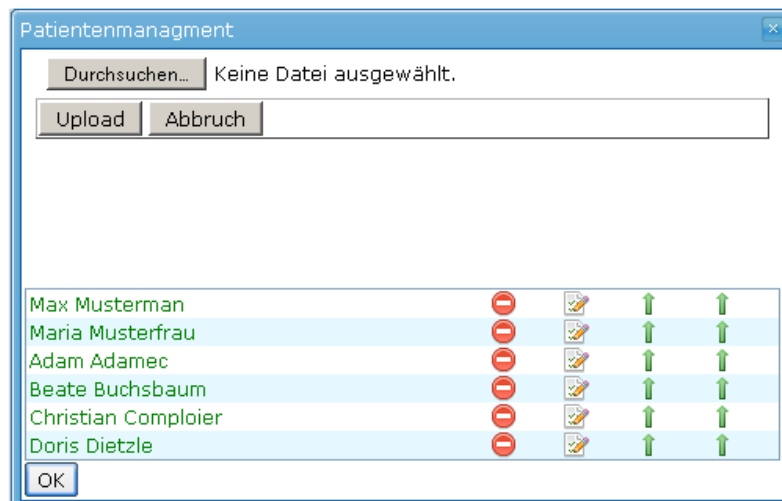 Patientenmanagment
Durchsuchen... Keine Datei ausgewählt.
Upload Abbruch
Max Musterman
Maria Musterfrau
Adam Adamec
Beate Buchsbaum
Christian Comploier
Doris Dietzle
OK